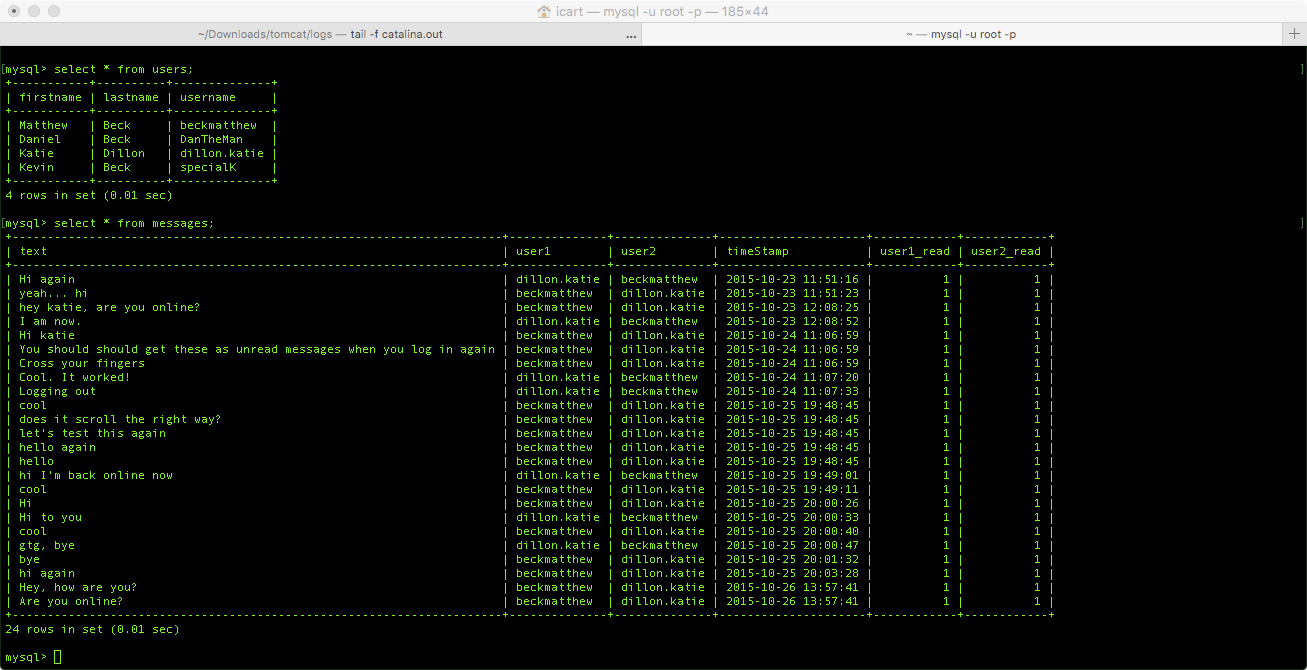 icart — mysql -u root -p — 185×44
~/Downloads/tomcat/logs — tail -f catalina.out ... ~ — mysql -u root -p +
[mysql> select * from users; ]
+-----------+----------+--------------+
| firstname | lastname | username     |
+-----------+----------+--------------+
| Matthew   | Beck     | beckmatthew  |
| Daniel    | Beck     | DanTheMan    |
| Katie     | Dillon   | dillon.katie |
| Kevin     | Beck     | specialK     |
+-----------+----------+--------------+
4 rows in set (0.01 sec)
[mysql> select * from messages; ]
+----------------------------------------------------------------------+--------------+--------------+---------------------+------------+------------+
| text                                                                 | user1        | user2        | timeStamp           | user1_read | user2_read |
+----------------------------------------------------------------------+--------------+--------------+---------------------+------------+------------+
| Hi again                                                             | dillon.katie | beckmatthew  | 2015-10-23 11:51:16 |          1 |          1 |
| yeah... hi                                                           | beckmatthew  | dillon.katie | 2015-10-23 11:51:23 |          1 |          1 |
| hey katie, are you online?                                           | beckmatthew  | dillon.katie | 2015-10-23 12:08:25 |          1 |          1 |
| I am now.                                                            | dillon.katie | beckmatthew  | 2015-10-23 12:08:52 |          1 |          1 |
| Hi katie                                                             | beckmatthew  | dillon.katie | 2015-10-24 11:06:59 |          1 |          1 |
| You should should get these as unread messages when you log in again | beckmatthew  | dillon.katie | 2015-10-24 11:06:59 |          1 |          1 |
| Cross your fingers                                                   | beckmatthew  | dillon.katie | 2015-10-24 11:06:59 |          1 |          1 |
| Cool. It worked!                                                     | dillon.katie | beckmatthew  | 2015-10-24 11:07:20 |          1 |          1 |
| Logging out                                                          | dillon.katie | beckmatthew  | 2015-10-24 11:07:33 |          1 |          1 |
| cool                                                                 | beckmatthew  | dillon.katie | 2015-10-25 19:48:45 |          1 |          1 |
| does it scroll the right way?                                        | beckmatthew  | dillon.katie | 2015-10-25 19:48:45 |          1 |          1 |
| let's test this again                                                | beckmatthew  | dillon.katie | 2015-10-25 19:48:45 |          1 |          1 |
| hello again                                                          | beckmatthew  | dillon.katie | 2015-10-25 19:48:45 |          1 |          1 |
| hello                                                                | beckmatthew  | dillon.katie | 2015-10-25 19:48:45 |          1 |          1 |
| hi I'm back online now                                               | dillon.katie | beckmatthew  | 2015-10-25 19:49:01 |          1 |          1 |
| cool                                                                 | beckmatthew  | dillon.katie | 2015-10-25 19:49:11 |          1 |          1 |
| Hi                                                                   | beckmatthew  | dillon.katie | 2015-10-25 20:00:26 |          1 |          1 |
| Hi to you                                                            | dillon.katie | beckmatthew  | 2015-10-25 20:00:33 |          1 |          1 |
| cool                                                                 | beckmatthew  | dillon.katie | 2015-10-25 20:00:40 |          1 |          1 |
| gtg, bye                                                             | dillon.katie | beckmatthew  | 2015-10-25 20:00:47 |          1 |          1 |
| bye                                                                  | beckmatthew  | dillon.katie | 2015-10-25 20:01:32 |          1 |          1 |
| hi again                                                             | beckmatthew  | dillon.katie | 2015-10-25 20:03:28 |          1 |          1 |
| Hey, how are you?                                                    | beckmatthew  | dillon.katie | 2015-10-26 13:57:41 |          1 |          1 |
| Are you online?                                                      | beckmatthew  | dillon.katie | 2015-10-26 13:57:41 |          1 |          1 |
+----------------------------------------------------------------------+--------------+--------------+---------------------+------------+------------+
24 rows in set (0.01 sec)
mysql>